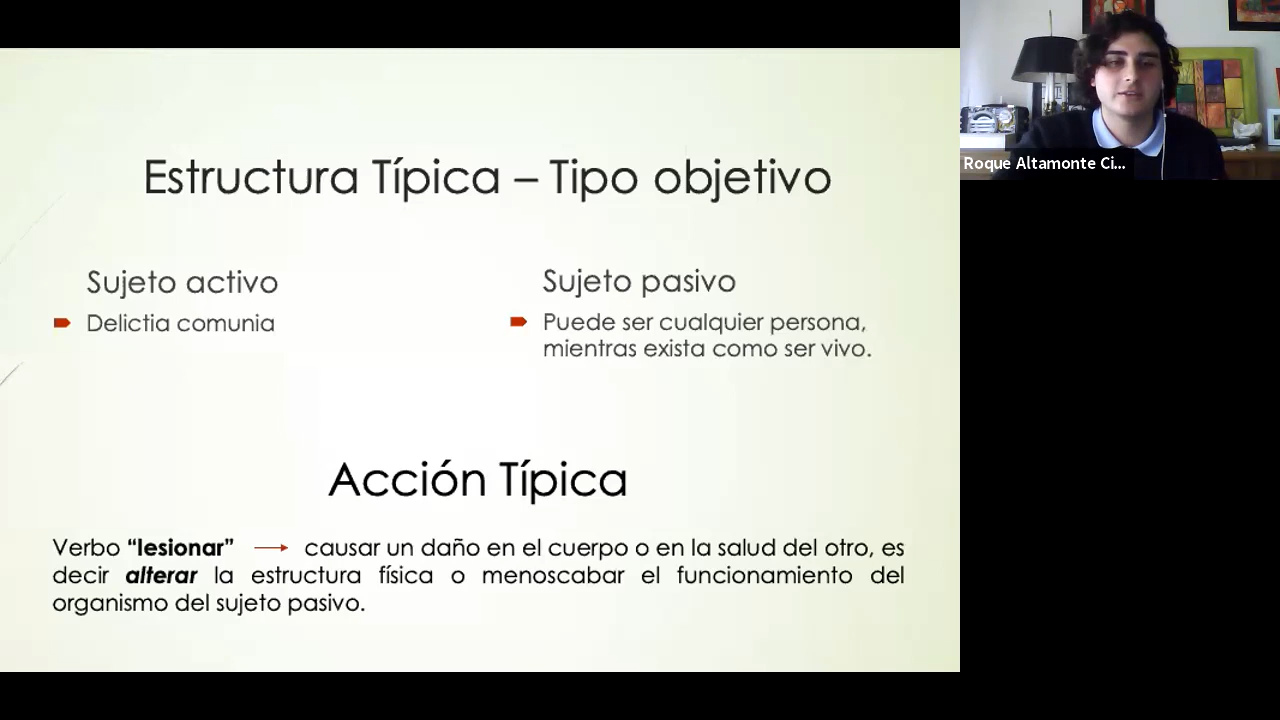 Estructura Típica – Tipo objetivo
Sujeto activo
Delictia comunia
Sujeto pasivo
Puede ser cualquier persona,
mientras exista como ser vivo.
Acción Típica
Verbo “lesionar” → causar un daño en el cuerpo o en la salud del otro, es
decir alterar la estructura física o menoscabar el funcionamiento del
organismo del sujeto pasivo.
Roque Altamonte Ci...